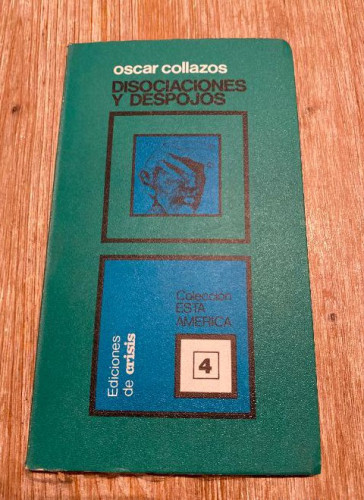 oscar collazos
DISOCIACIONES
Y DESPOJOS
Colección
ESTA
AMERICA
4
Ediciones
de crisis